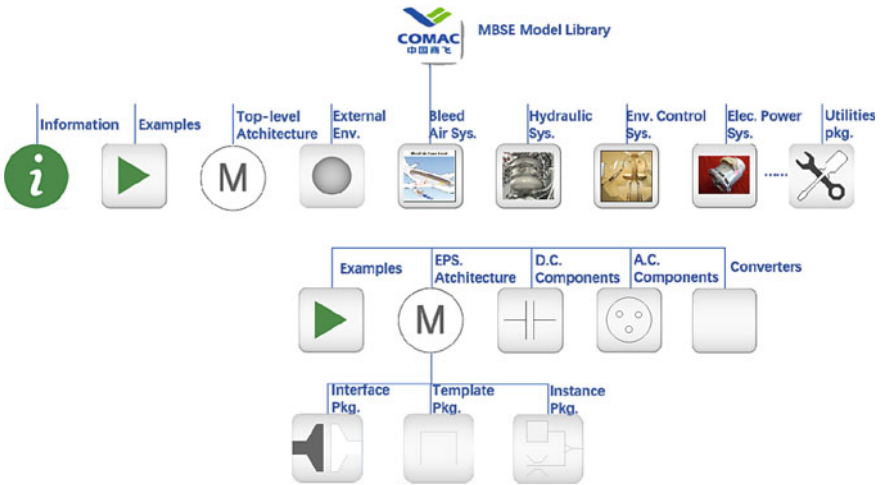 COMAC
中国商飞
MBSE Model Library
Information
Examples
Top-level
Atchitecture
External
Env.
Bleed
Air Sys.
Hydraulic
Sys.
Env. Control
Sys.
Elec. Power
Sys.
Utilities
pkg.
i
M
......
Examples
EPS.
Atchitecture
D.C.
Components
A.C.
Components
Converters
M
Interface
Pkg.
Template
Pkg.
Instance
Pkg.